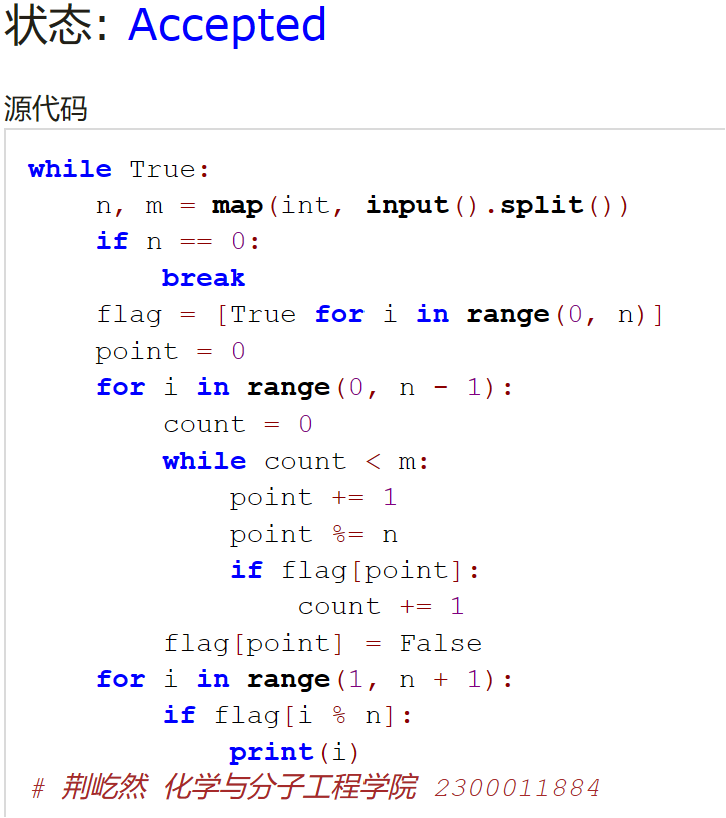 状态: Accepted
源代码
while True:
    n, m = map(int, input().split())
    if n == 0:
        break
    flag = [True for i in range(0, n)]
    point = 0
    for i in range(0, n - 1):
        count = 0
        while count < m:
            point += 1
            point %= n
            if flag[point]:
                count += 1
        flag[point] = False
    for i in range(1, n + 1):
        if flag[i % n]:
            print(i)
# 荆屹然 化学与分子工程学院 2300011884